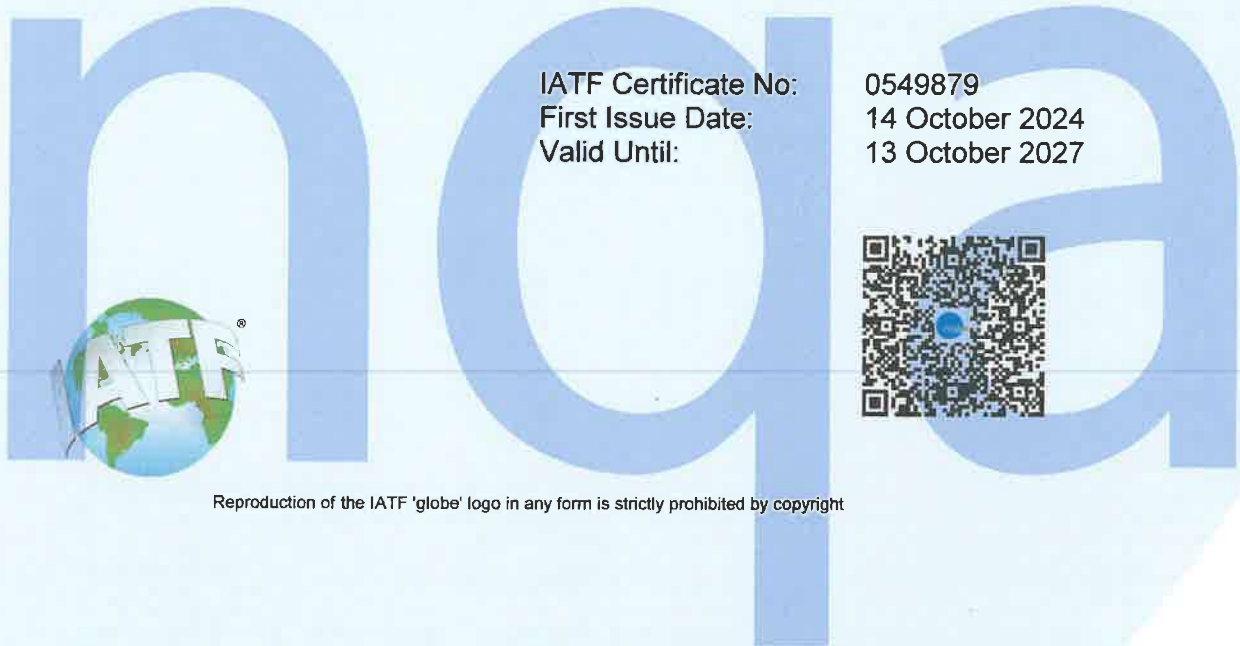 nqa
IATF Certificate No: 0549879
First Issue Date: 14 October 2024
Valid Until: 13 October 2027
IATF®
Reproduction of the IATF 'globe' logo in any form is strictly prohibited by copyright